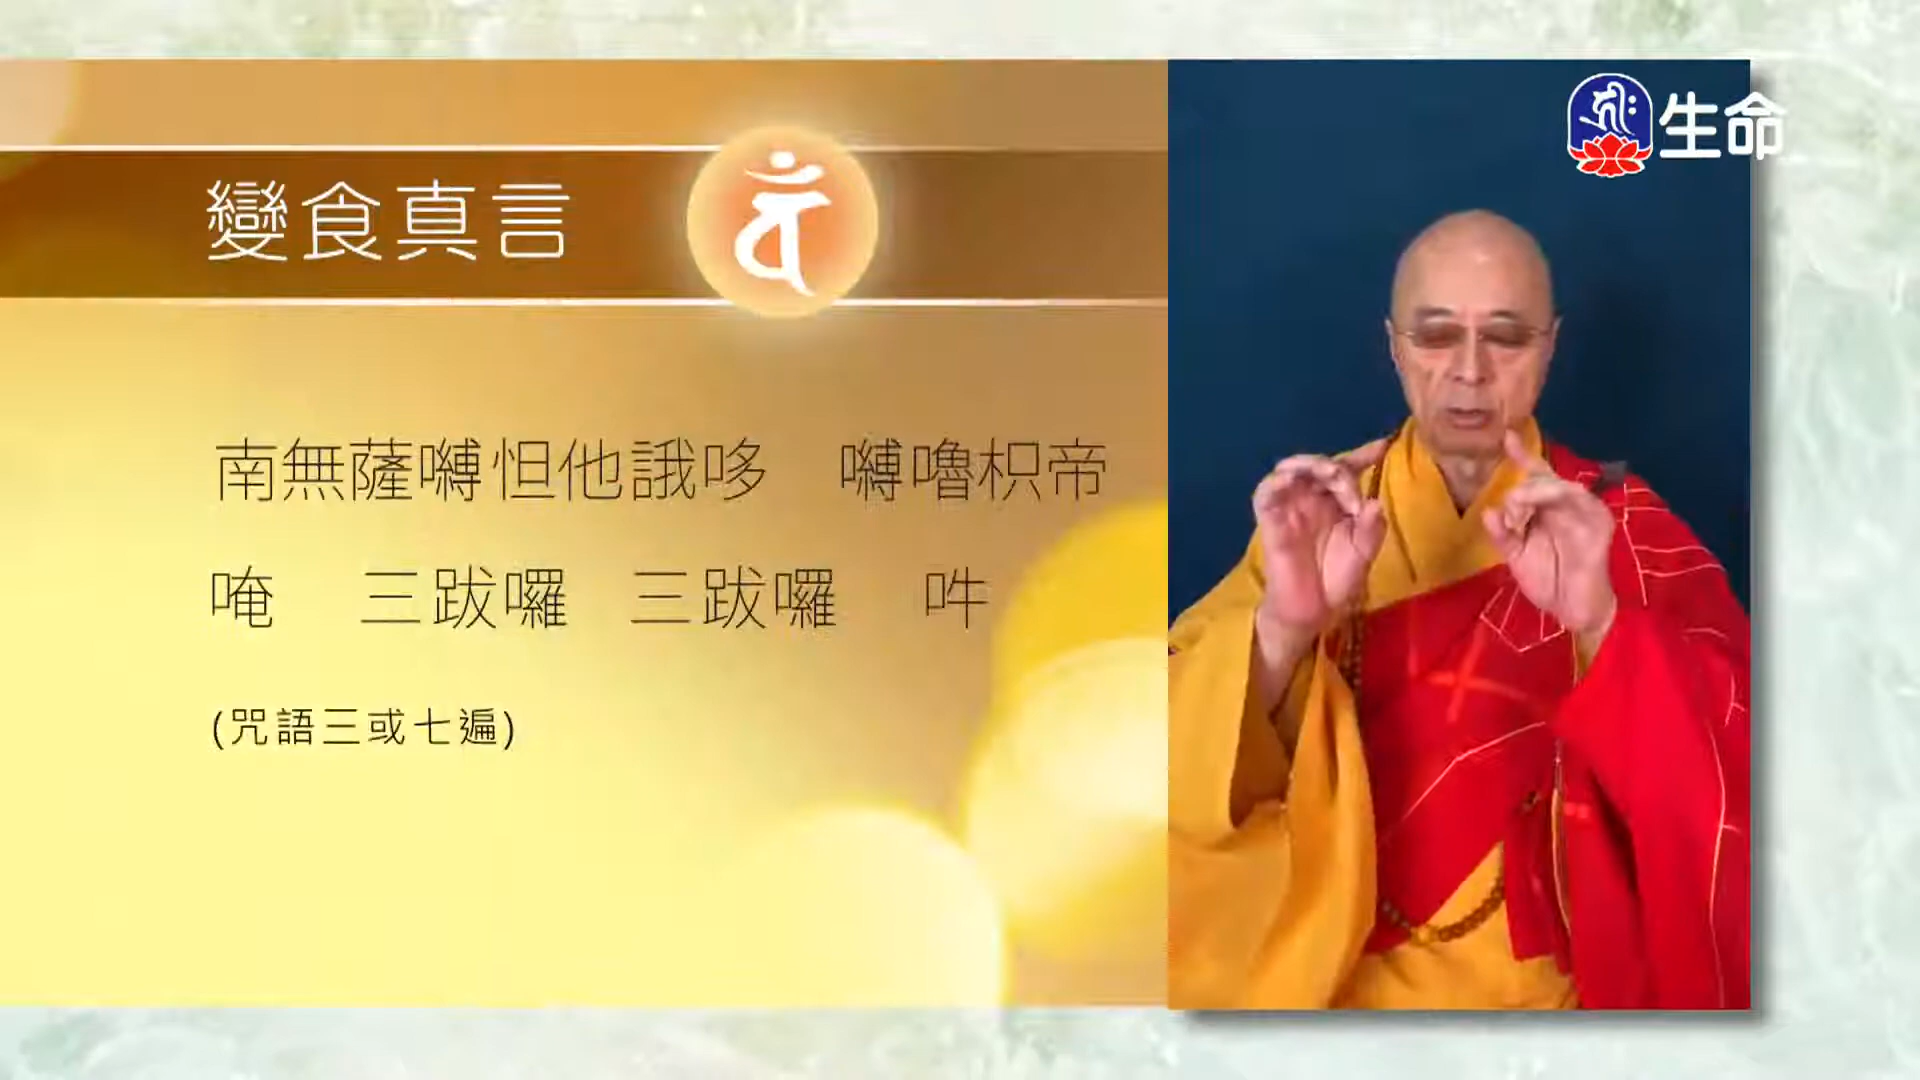 生命
變食真言
南無薩嚩怛他誐哆 嚩嚕枳帝
唵 三跋囉 三跋囉 吽
(咒語三或七遍)